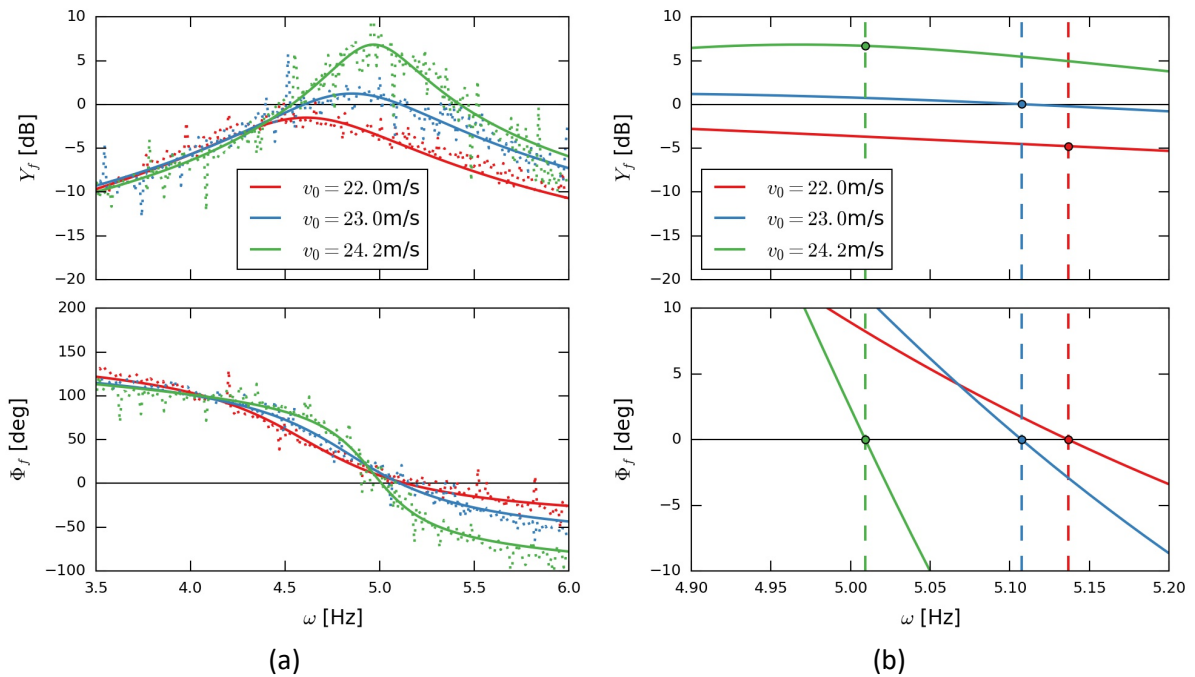 10
5
0
−5
−10
−15
−20
Y_f [dB]
v_0 = 22.0m/s
v_0 = 23.0m/s
v_0 = 24.2m/s
200
150
100
50
0
−50
−100
Φ_f [deg]
3.5 4.0 4.5 5.0 5.5 6.0
ω [Hz]
(a)
10
5
0
−5
−10
−15
−20
Y_f [dB]
v_0 = 22.0m/s
v_0 = 23.0m/s
v_0 = 24.2m/s
10
5
0
−5
−10
Φ_f [deg]
4.90 4.95 5.00 5.05 5.10 5.15 5.20
ω [Hz]
(b)